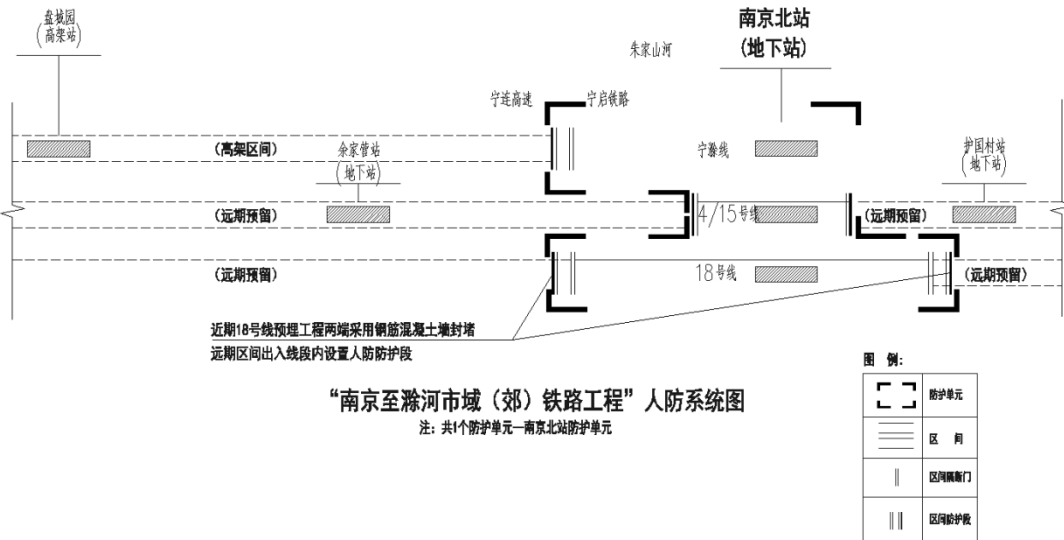 盘城园
(高架站)
南京北站
(地下站)
朱家山河
宁连高速
宁启铁路
(高架区间)
余家营站
(地下站)
宁滁线
护国村站
(地下站)
(远期预留)
4/15号线
(远期预留)
(远期预留)
18号线
(远期预留)
近期18号线预埋工程两端采用钢筋混凝土墙封堵
远期区间出入线段内设置人防防护段
图 例:
防护单元
区 间
区间隔断门
区间防护段
“南京至滁河市域（郊）铁路工程”人防系统图
注: 共1个防护单元—南京北站防护单元